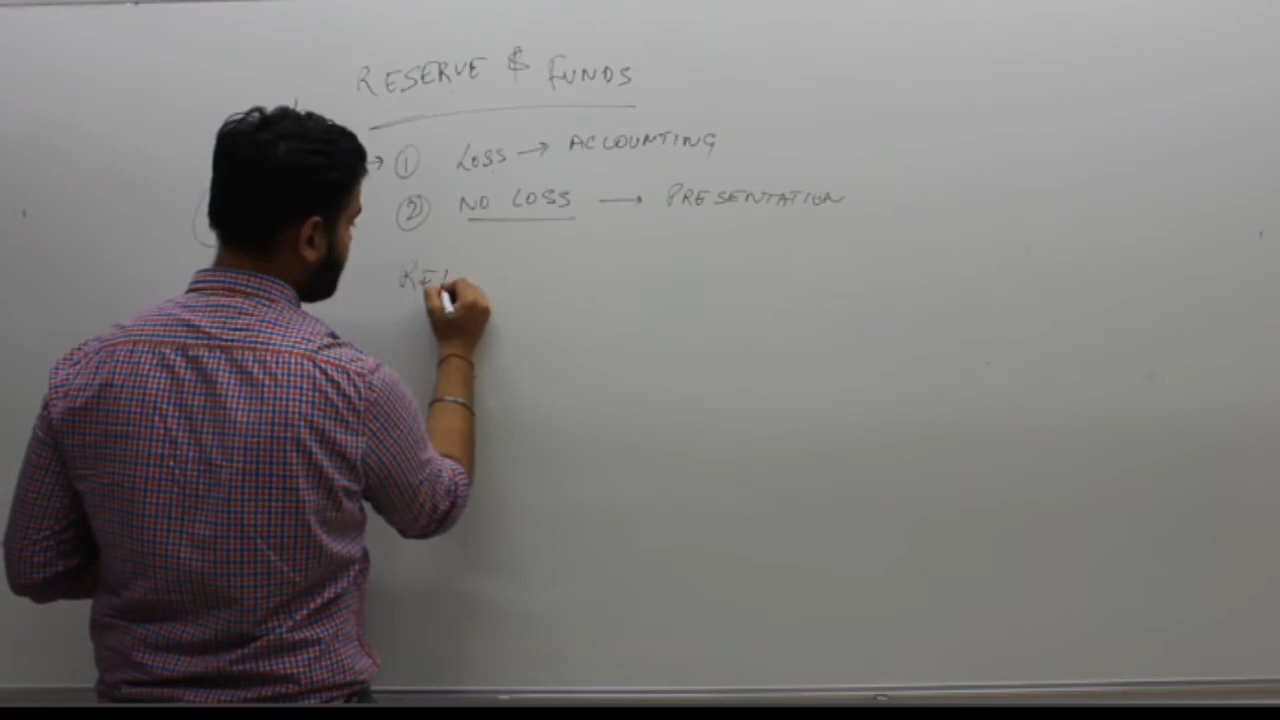 RESERVE & FUNDS
→ ① LOSS → ACCOUNTING
② NO LOSS → PRESENTATION